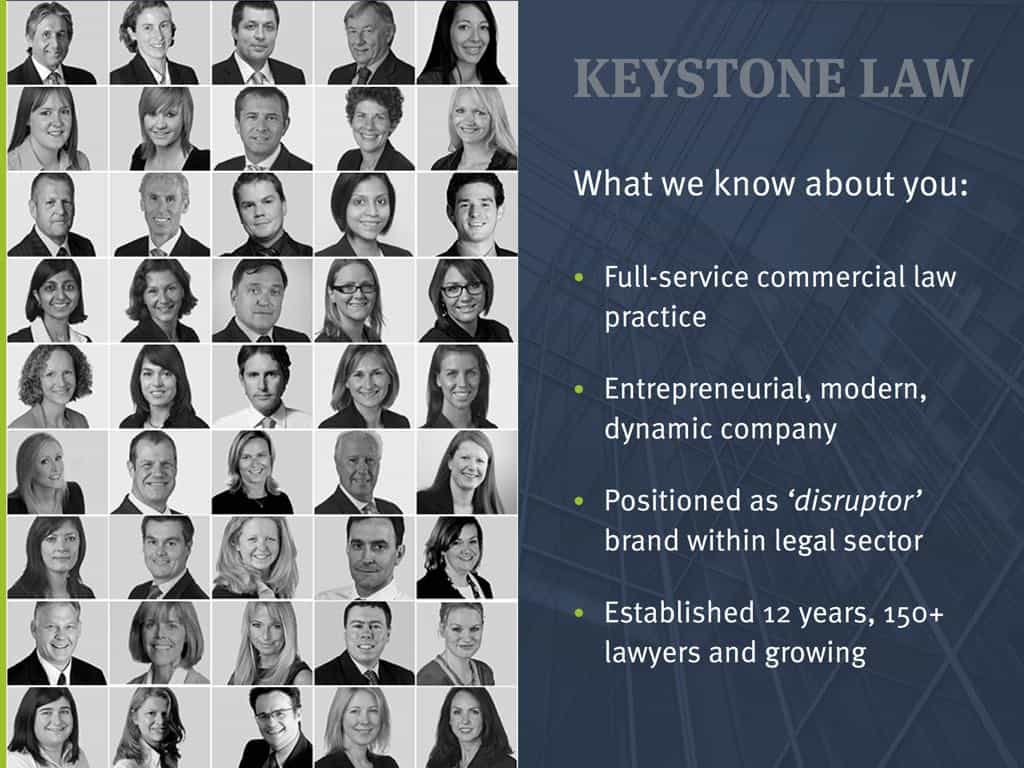 KEYSTONE LAW
What we know about you:
• Full-service commercial law
practice
• Entrepreneurial, modern,
dynamic company
• Positioned as ‘disruptor’
brand within legal sector
• Established 12 years, 150+
lawyers and growing